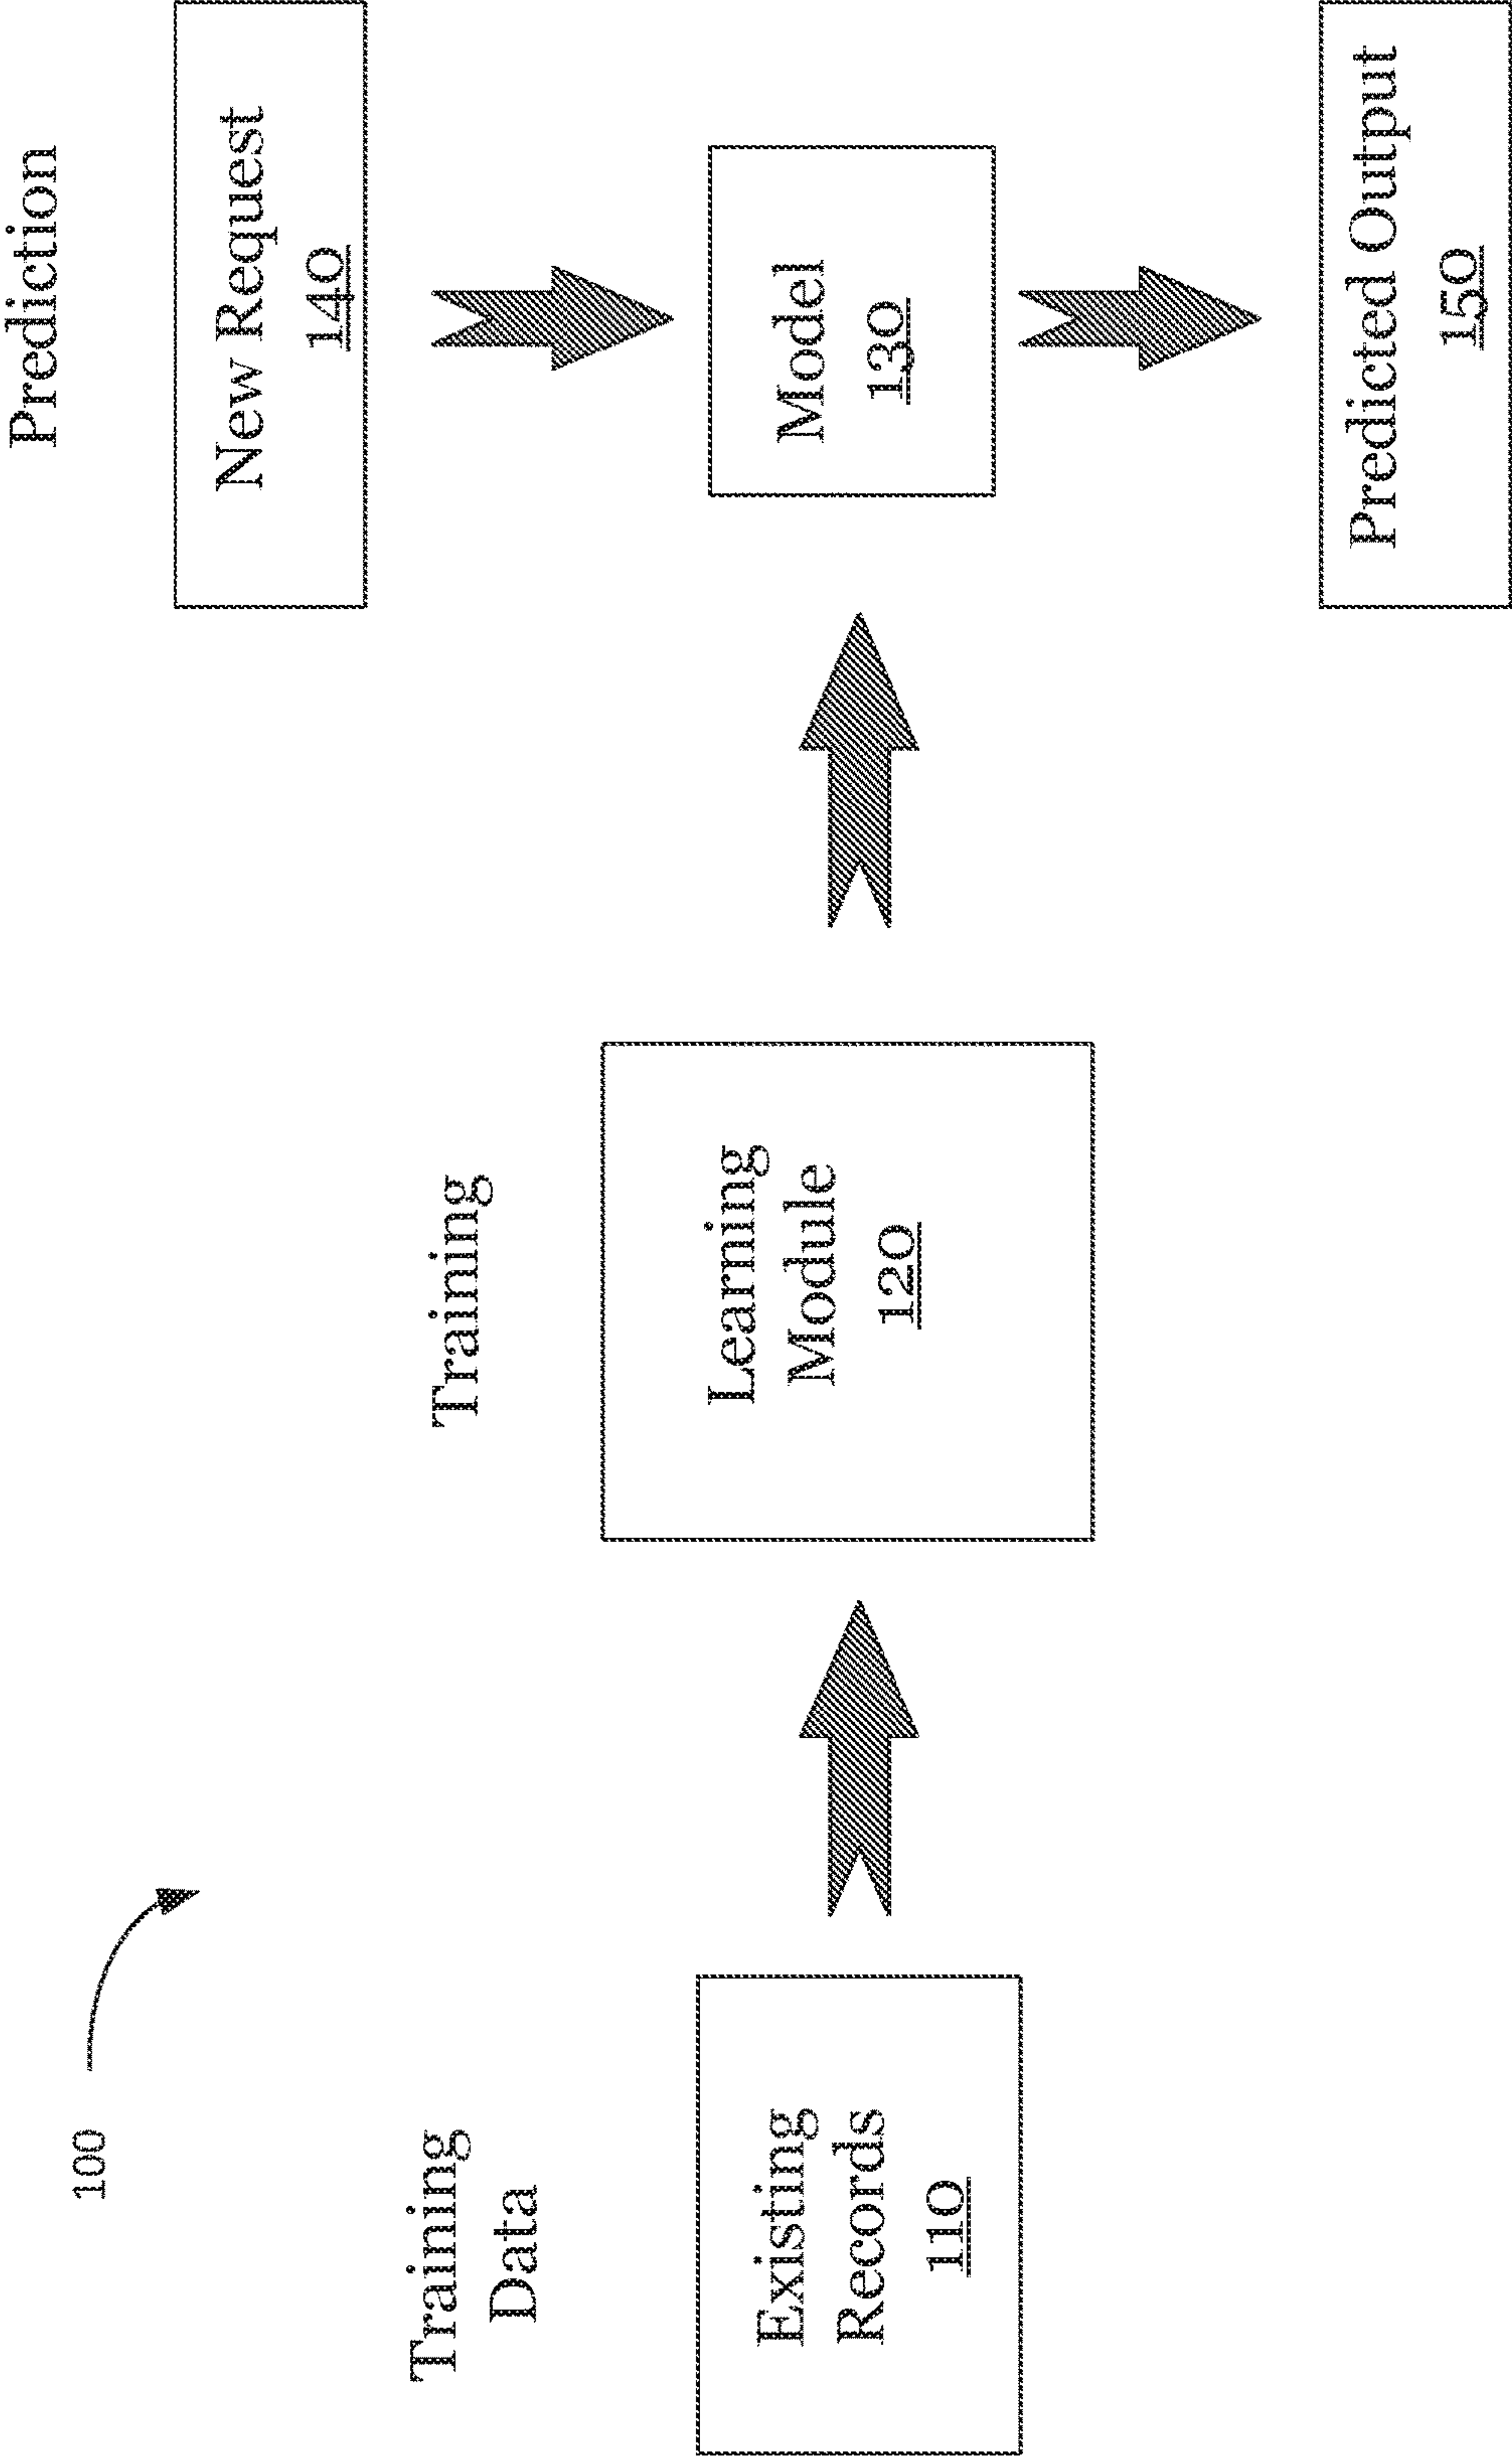 100
Training
Data
Existing
Records
110
Training
Learning
Module
120
Prediction
New Request
140
Model
130
Predicted Output
150